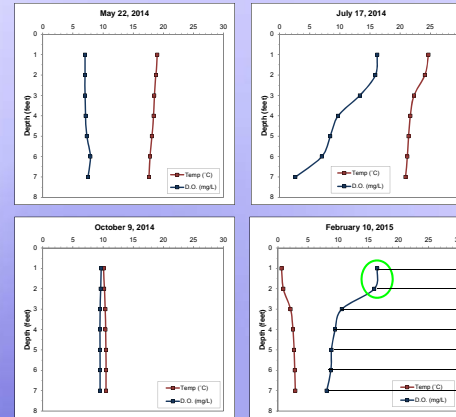 May 22, 2014
0 5 10 15 20 25 30
0
1
2
3
4
5
6
7
8
Depth (feet)
Temp (˚C)
D.O. (mg/L)
July 17, 2014
0 5 10 15 20 25
0
1
2
3
4
5
6
7
8
Depth (feet)
Temp (˚C)
D.O. (mg/L)
October 9, 2014
0 5 10 15 20 25 30
0
1
2
3
4
5
6
7
8
Depth (feet)
Temp (˚C)
D.O. (mg/L)
February 10, 2015
0 5 10 15 20 25
0
1
2
3
4
5
6
7
8
Depth (feet)
Temp (˚C)
D.O. (mg/L)